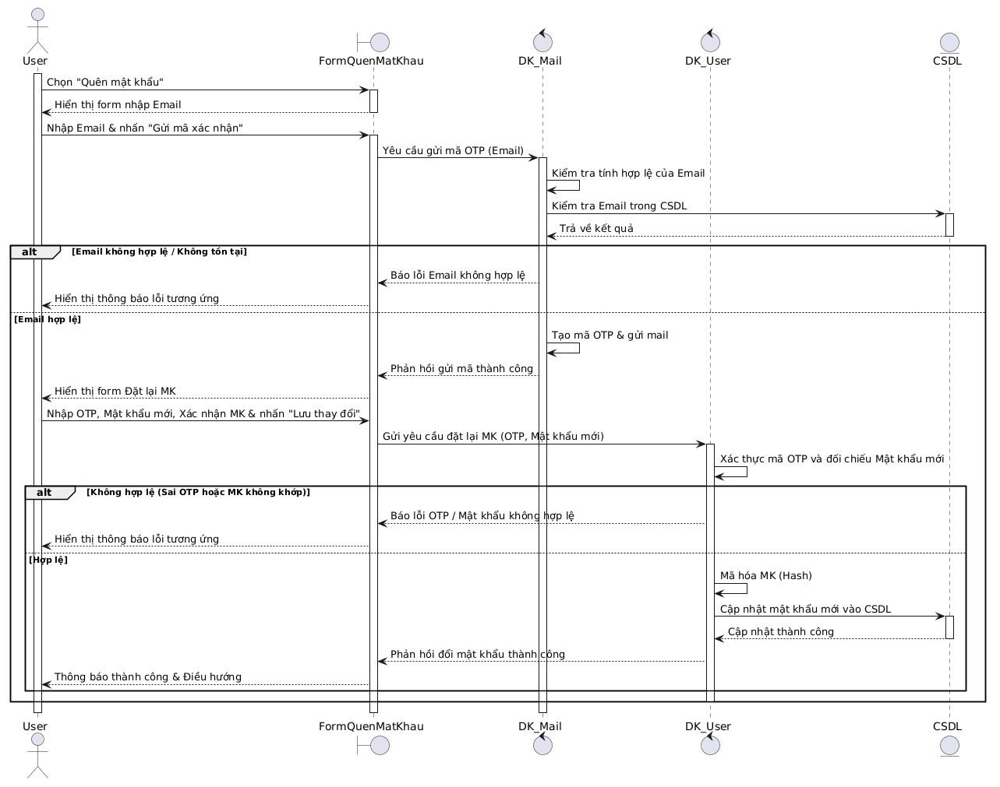 User
FormQuenMatKhau
DK_Mail
DK_User
CSDL
Chọn "Quên mật khẩu"
Hiển thị form nhập Email
Nhập Email & nhấn "Gửi mã xác nhận"
Yêu cầu gửi mã OTP (Email)
Kiểm tra tính hợp lệ của Email
Kiểm tra Email trong CSDL
Trả về kết quả
alt [Email không hợp lệ / Không tồn tại]
Báo lỗi Email không hợp lệ
Hiển thị thông báo lỗi tương ứng
[Email hợp lệ]
Tạo mã OTP & gửi mail
Phản hồi gửi mã thành công
Hiển thị form Đặt lại MK
Nhập OTP, Mật khẩu mới, Xác nhận MK & nhấn "Lưu thay đổi"
Gửi yêu cầu đặt lại MK (OTP, Mật khẩu mới)
Xác thực mã OTP và đối chiếu Mật khẩu mới
alt [Không hợp lệ (Sai OTP hoặc MK không khớp)]
Báo lỗi OTP / Mật khẩu không hợp lệ
Hiển thị thông báo lỗi tương ứng
[Hợp lệ]
Mã hóa MK (Hash)
Cập nhật mật khẩu mới vào CSDL
Cập nhật thành công
Phản hồi đổi mật khẩu thành công
Thông báo thành công & Điều hướng
User
FormQuenMatKhau
DK_Mail
DK_User
CSDL